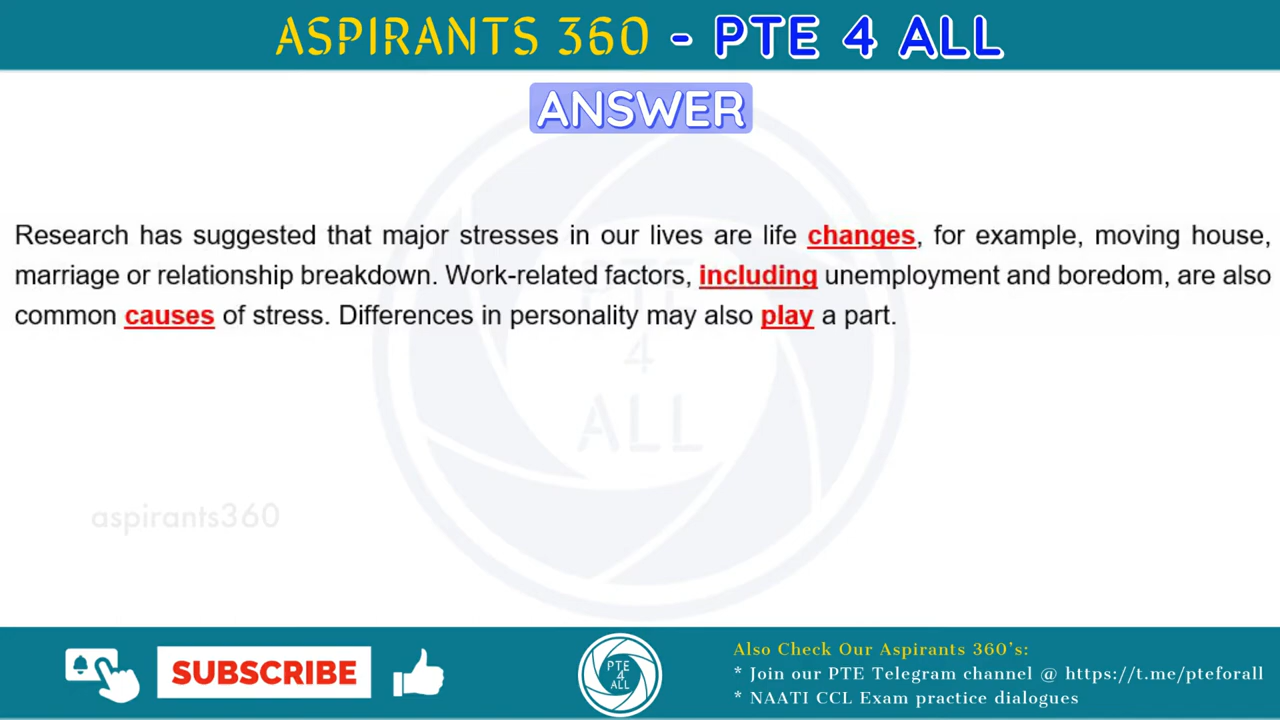 ASPIRANTS 360 - PTE 4 ALL
ANSWER
Research has suggested that major stresses in our lives are life changes, for example, moving house,
marriage or relationship breakdown. Work-related factors, including unemployment and boredom, are also
common causes of stress. Differences in personality may also play a part.
PTE
4
ALL
aspirants360
SUBSCRIBE
PTE
4
ALL
Also Check Our Aspirants 360's:
* Join our PTE Telegram channel @ https://t.me/pteforall
* NAATI CCL Exam practice dialogues